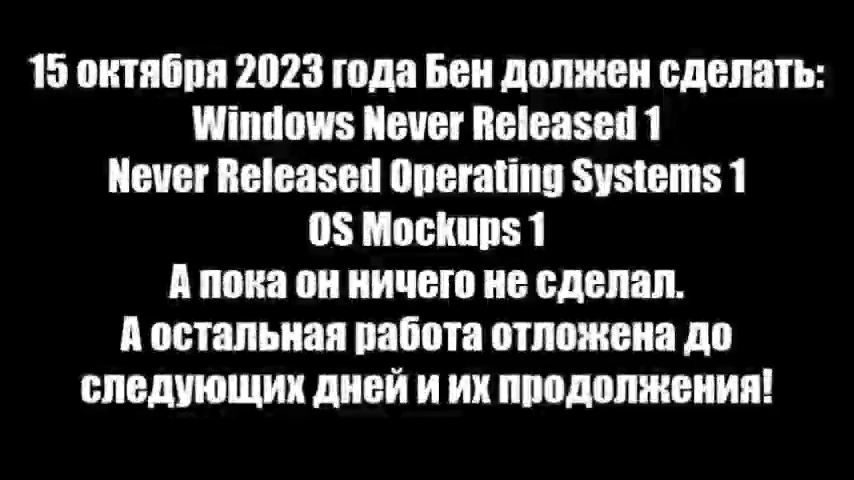 15 октября 2023 года Бен должен сделать:
Windows Never Released 1
Never Released Operating Systems 1
OS Mockups 1
А пока он ничего не сделал.
А остальная работа отложена до
следующих дней и их продолжения!